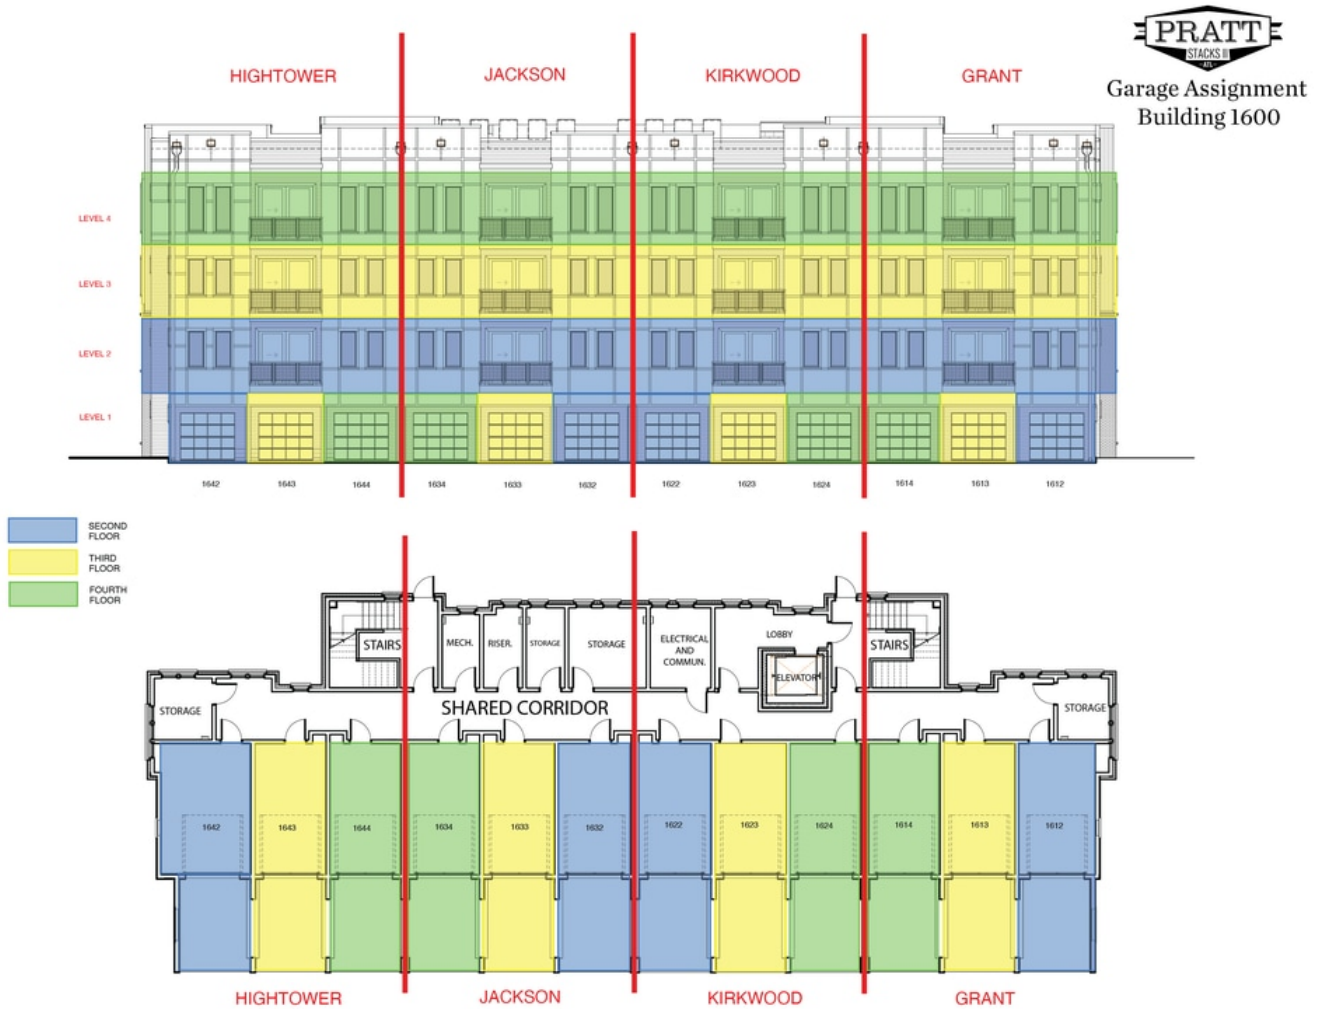 PRATT
STACKS II
ATL
Garage Assignment
Building 1600
HIGHTOWER
JACKSON
KIRKWOOD
GRANT
LEVEL 4
LEVEL 3
LEVEL 2
LEVEL 1
1642
1643
1644
1634
1633
1632
1622
1623
1624
1614
1613
1612
SECOND
FLOOR
THIRD
FLOOR
FOURTH
FLOOR
STAIRS
MECH.
RISER.
STORAGE
STORAGE
ELECTRICAL
AND
COMMUN.
LOBBY
ELEVATOR
STAIRS
STORAGE
SHARED CORRIDOR
STORAGE
1642
1643
1644
1634
1633
1632
1622
1623
1624
1614
1613
1612
HIGHTOWER
JACKSON
KIRKWOOD
GRANT